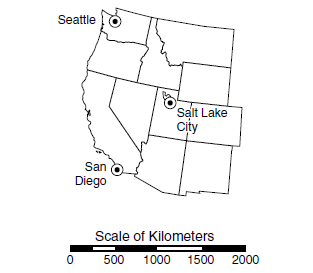 Seattle
Salt Lake
City
San
Diego
Scale of Kilometers
0 500 1000 1500 2000